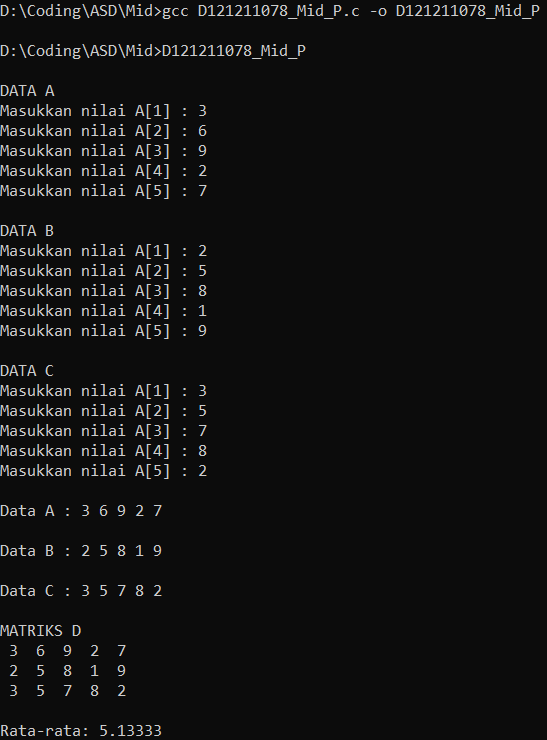 D:\Coding\ASD\Mid>gcc D121211078_Mid_P.c -o D121211078_Mid_P
D:\Coding\ASD\Mid>D121211078_Mid_P
DATA A
Masukkan nilai A[1] : 3
Masukkan nilai A[2] : 6
Masukkan nilai A[3] : 9
Masukkan nilai A[4] : 2
Masukkan nilai A[5] : 7
DATA B
Masukkan nilai A[1] : 2
Masukkan nilai A[2] : 5
Masukkan nilai A[3] : 8
Masukkan nilai A[4] : 1
Masukkan nilai A[5] : 9
DATA C
Masukkan nilai A[1] : 3
Masukkan nilai A[2] : 5
Masukkan nilai A[3] : 7
Masukkan nilai A[4] : 8
Masukkan nilai A[5] : 2
Data A : 3 6 9 2 7
Data B : 2 5 8 1 9
Data C : 3 5 7 8 2
MATRIKS D
3 6 9 2 7
2 5 8 1 9
3 5 7 8 2
Rata-rata: 5.13333